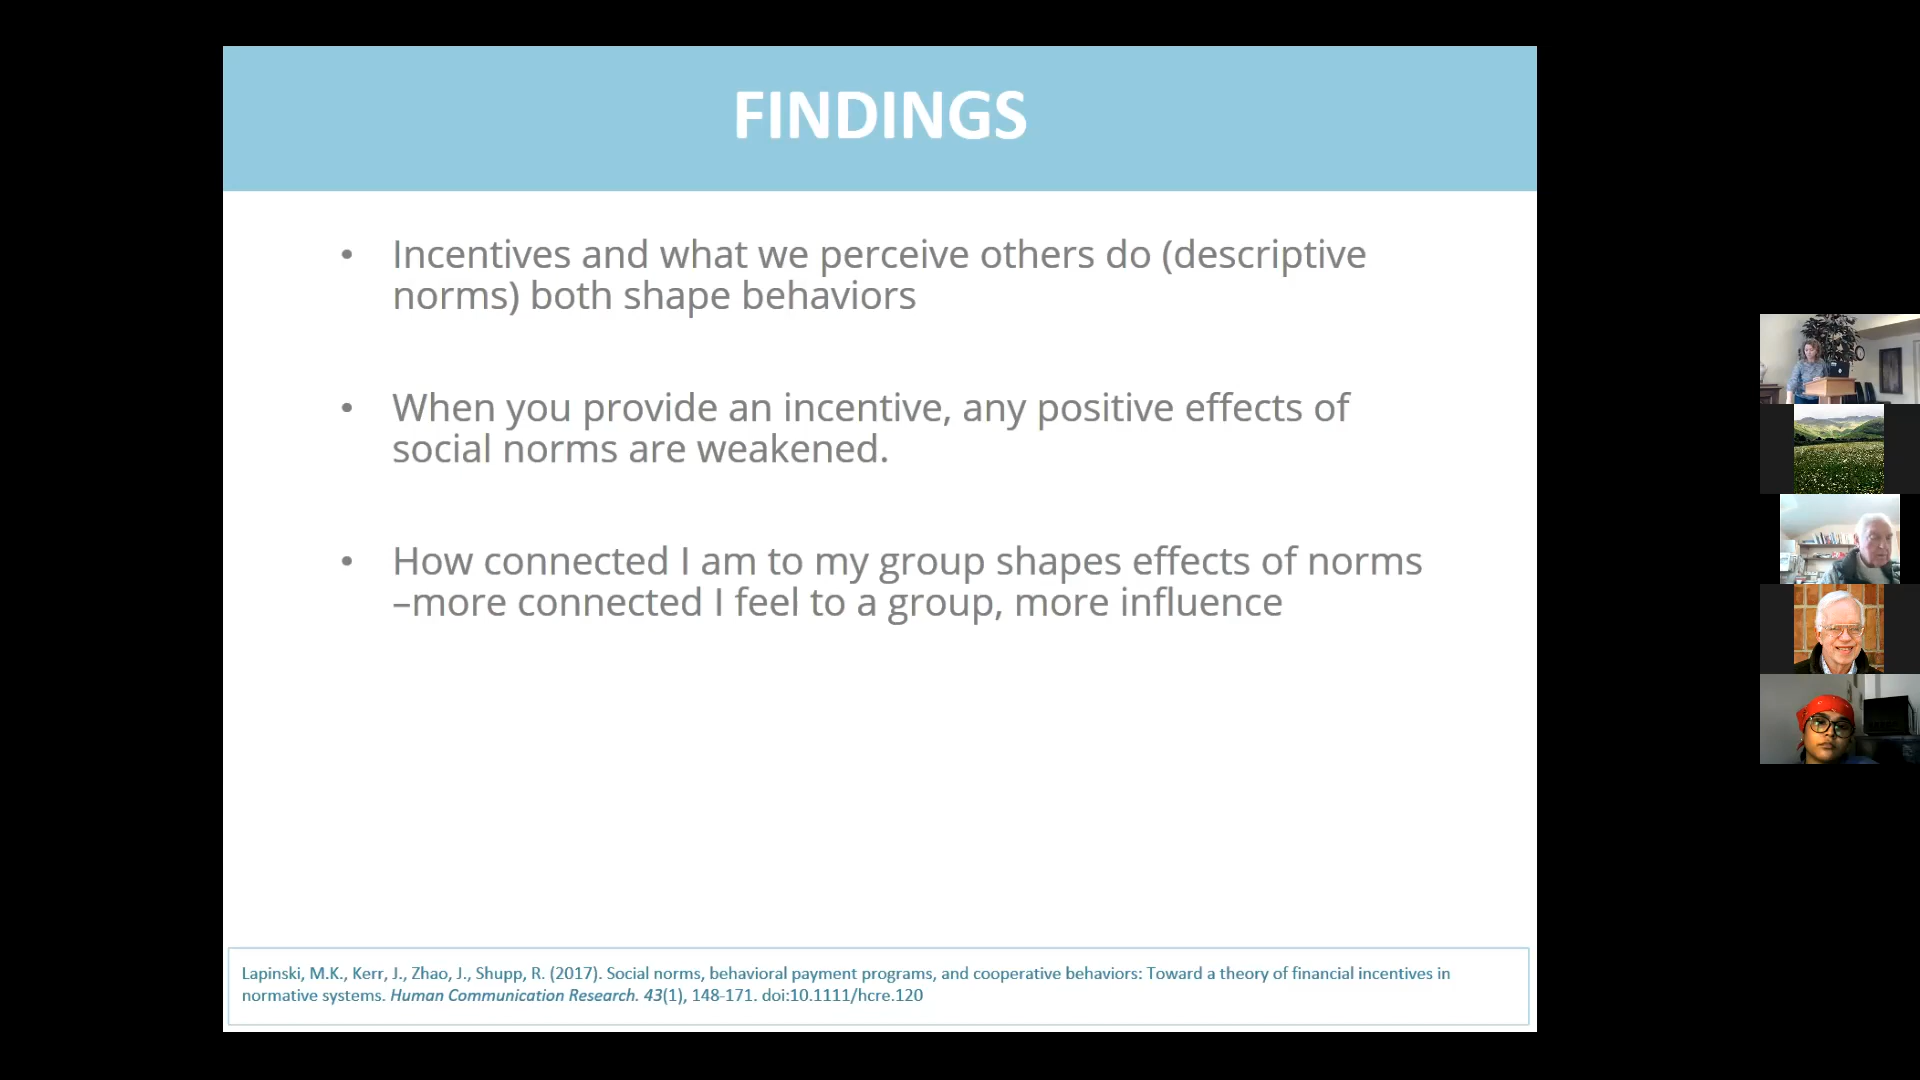 FINDINGS
• Incentives and what we perceive others do (descriptive
norms) both shape behaviors
• When you provide an incentive, any positive effects of
social norms are weakened.
• How connected I am to my group shapes effects of norms
–more connected I feel to a group, more influence
Lapinski, M.K., Kerr, J., Zhao, J., Shupp, R. (2017). Social norms, behavioral payment programs, and cooperative behaviors: Toward a theory of financial incentives in
normative systems. Human Communication Research. 43(1), 148-171. doi:10.1111/hcre.120